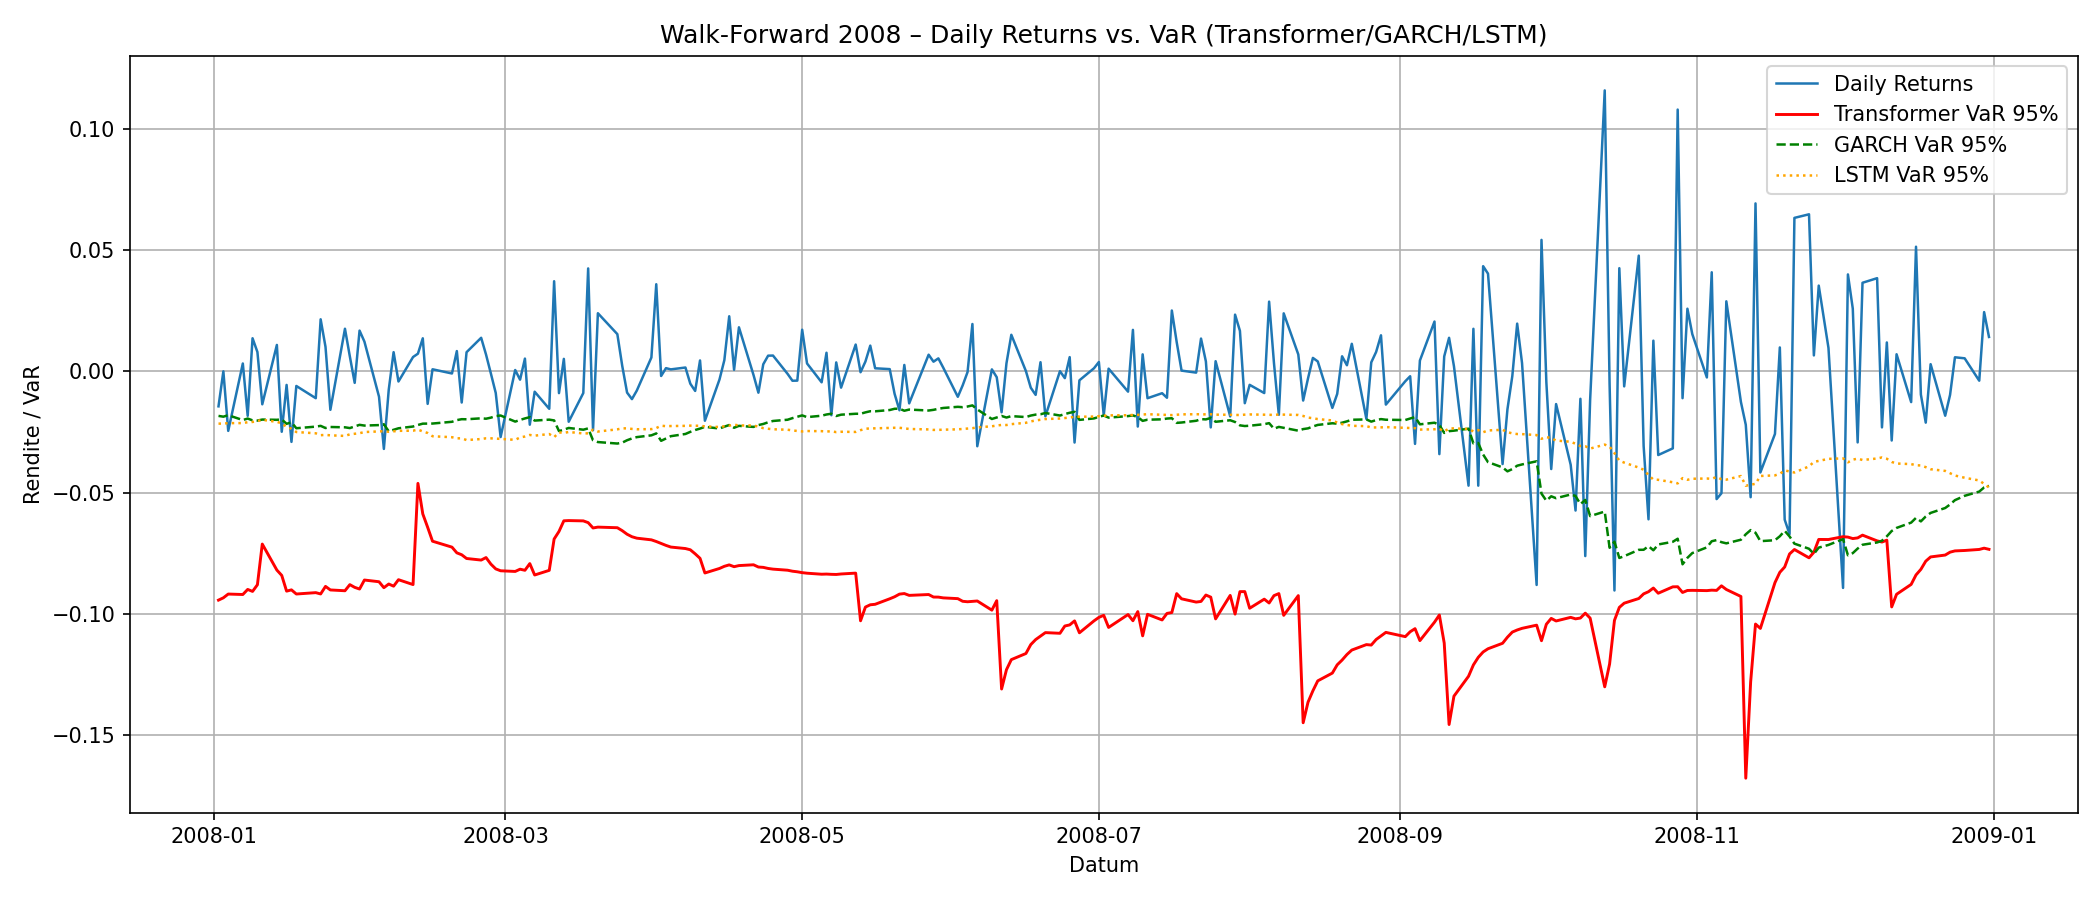 Walk-Forward 2008 – Daily Returns vs. VaR (Transformer/GARCH/LSTM)
Daily Returns
Transformer VaR 95%
GARCH VaR 95%
LSTM VaR 95%
Rendite / VaR
0.10
0.05
0.00
−0.05
−0.10
−0.15
2008-01 2008-03 2008-05 2008-07 2008-09 2008-11 2009-01
Datum